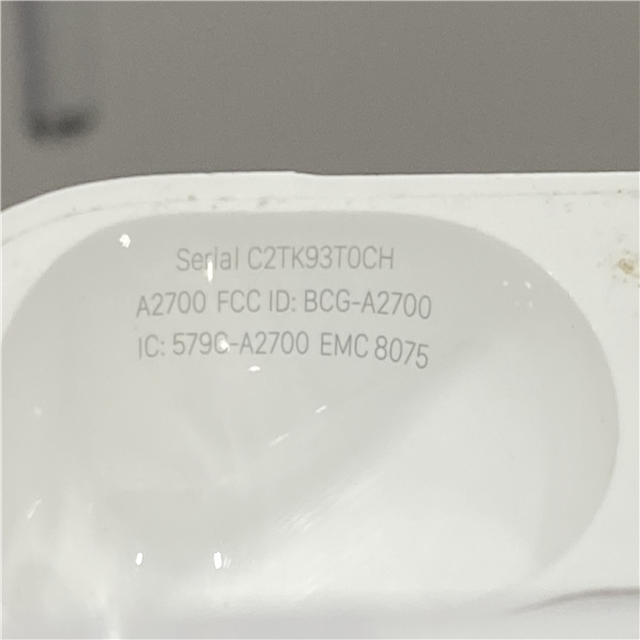 Serial C2TK93T0CH
A2700 FCC ID: BCG-A2700
IC: 579C-A2700 EMC 8075